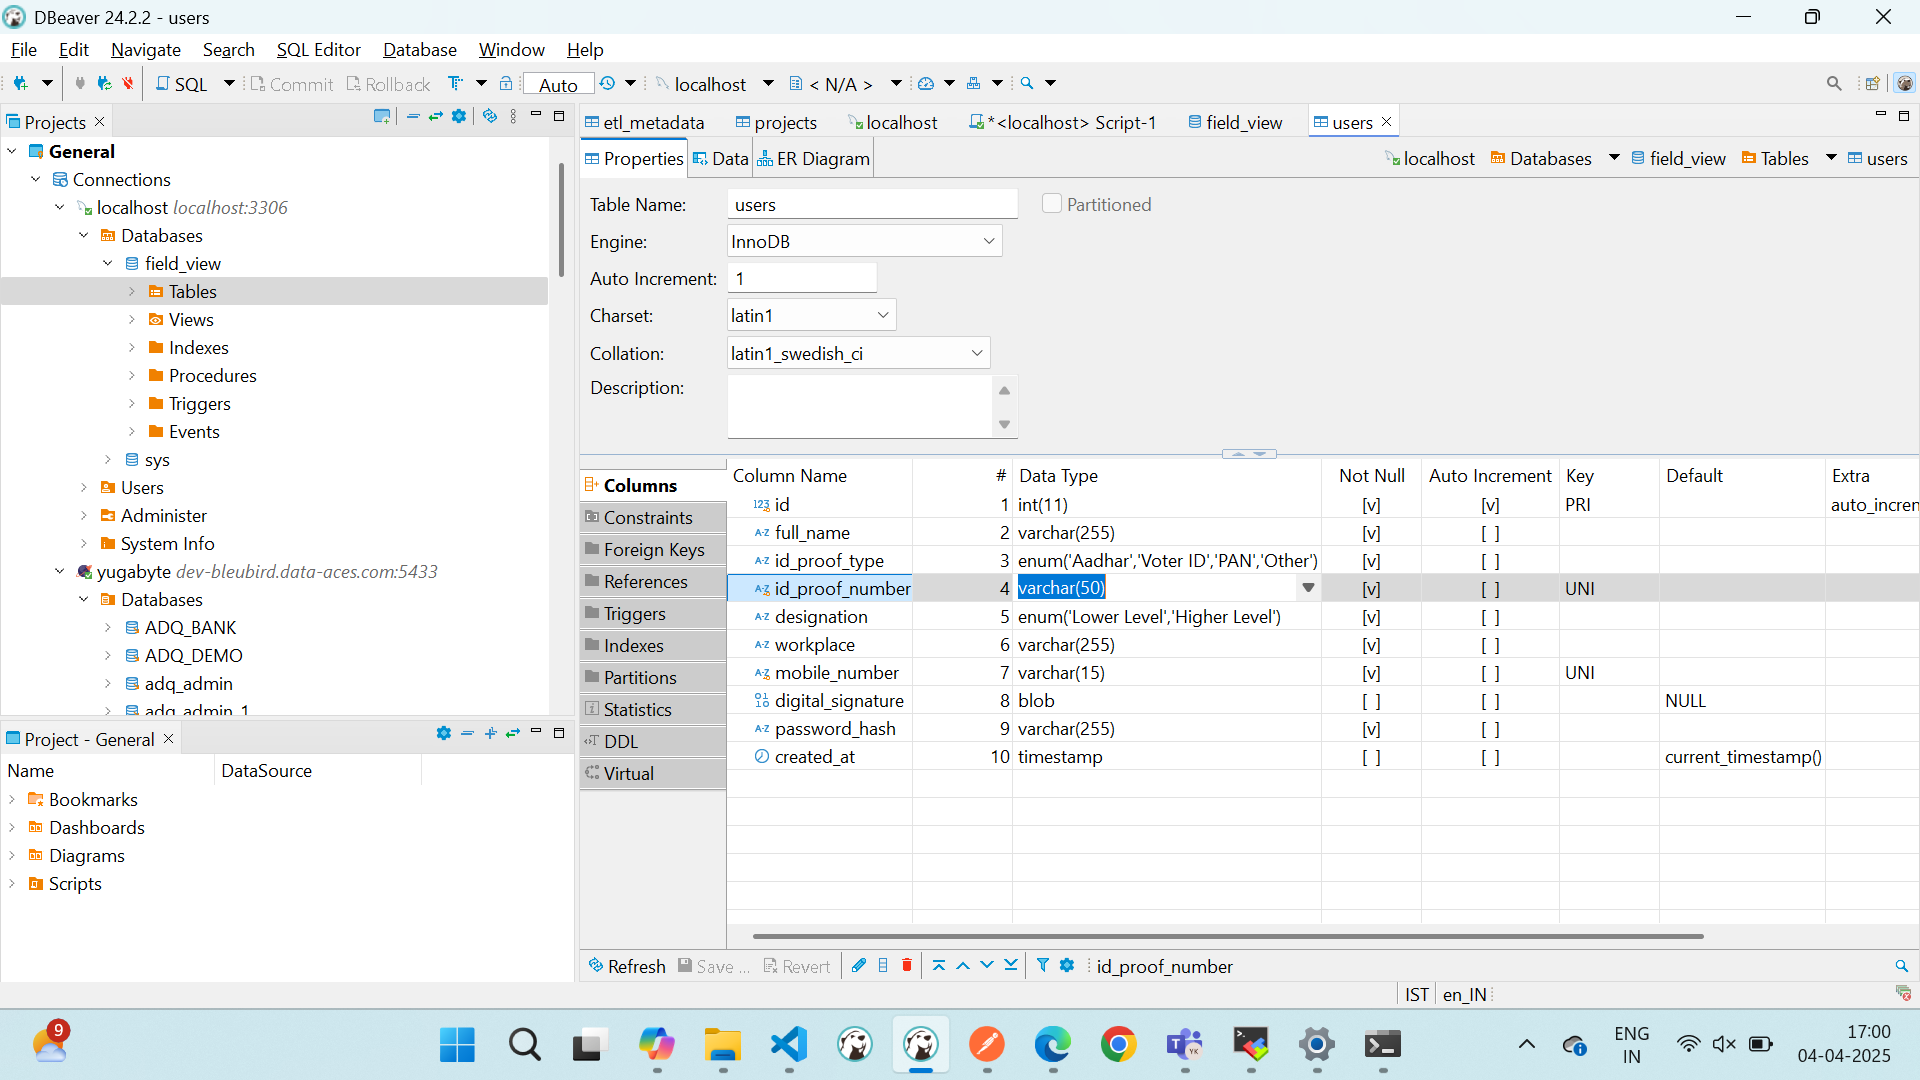 DBeaver 24.2.2 - users
File Edit Navigate Search SQL Editor Database Window Help
SQL Commit Rollback Auto localhost < N/A >
Projects
General
Connections
localhost localhost:3306
Databases
field_view
Tables
Views
Indexes
Procedures
Triggers
Events
sys
Users
Administer
System Info
yugabyte dev-bleubird.data-aces.com:5433
Databases
ADQ_BANK
ADQ_DEMO
adq_admin
adq_admin_1
Project - General
Name DataSource
Bookmarks
Dashboards
Diagrams
Scripts
etl_metadata projects localhost *<localhost> Script-1 field_view users
Properties Data ER Diagram localhost Databases field_view Tables users
Table Name: users Partitioned
Engine: InnoDB
Auto Increment: 1
Charset: latin1
Collation: latin1_swedish_ci
Description:
Columns
Constraints
Foreign Keys
References
Triggers
Indexes
Partitions
Statistics
DDL
Virtual
Column Name # Data Type Not Null Auto Increment Key Default Extra
123 id 1 int(11) [v] [v] PRI auto_incren
A-Z full_name 2 varchar(255) [v] [ ]
A-Z id_proof_type 3 enum('Aadhar','Voter ID','PAN','Other') [v] [ ]
A-Z id_proof_number 4 varchar(50) [v] [ ] UNI
A-Z designation 5 enum('Lower Level','Higher Level') [v] [ ]
A-Z workplace 6 varchar(255) [v] [ ]
A-Z mobile_number 7 varchar(15) [v] [ ] UNI
digital_signature 8 blob [ ] [ ] NULL
A-Z password_hash 9 varchar(255) [v] [ ]
created_at 10 timestamp [ ] [ ] current_timestamp()
Refresh Save ... Revert id_proof_number
IST en_IN
9
YK
ENG
IN
17:00
04-04-2025